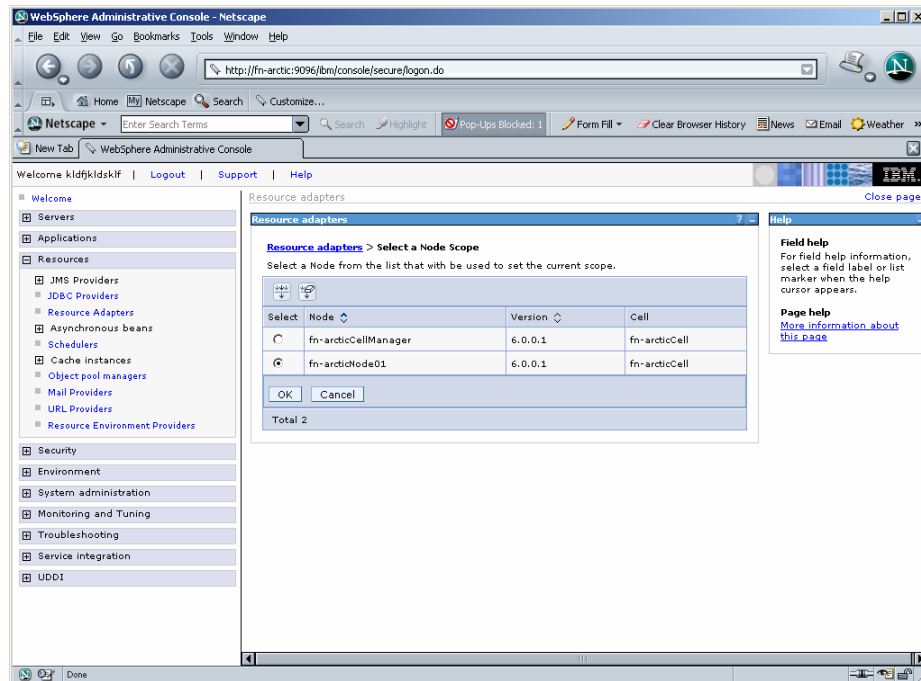 WebSphere Administrative Console - Netscape
File Edit View Go Bookmarks Tools Window Help
http://fn-arctic:9096/ibm/console/secure/logon.do
Home My Netscape Search Customize...
Netscape Enter Search Terms Search Highlight Pop-Ups Blocked: 1 Form Fill Clear Browser History News Email Weather »
New Tab WebSphere Administrative Console
Welcome kldfjkldsklf | Logout | Support | Help IBM.
Welcome
Servers
Applications
Resources
JMS Providers
JDBC Providers
Resource Adapters
Asynchronous beans
Schedulers
Cache instances
Object pool managers
Mail Providers
URL Providers
Resource Environment Providers
Security
Environment
System administration
Monitoring and Tuning
Troubleshooting
Service integration
UDDI
Resource adapters Close page
Resource adapters ? _
Resource adapters > Select a Node Scope
Select a Node from the list that with be used to set the current scope.
Select Node Version Cell
fn-arcticCellManager 6.0.0.1 fn-arcticCell
fn-arcticNode01 6.0.0.1 fn-arcticCell
OK Cancel
Total 2
Help
Field help
For field help information,
select a field label or list
marker when the help
cursor appears.
Page help
More information about
this page
Done